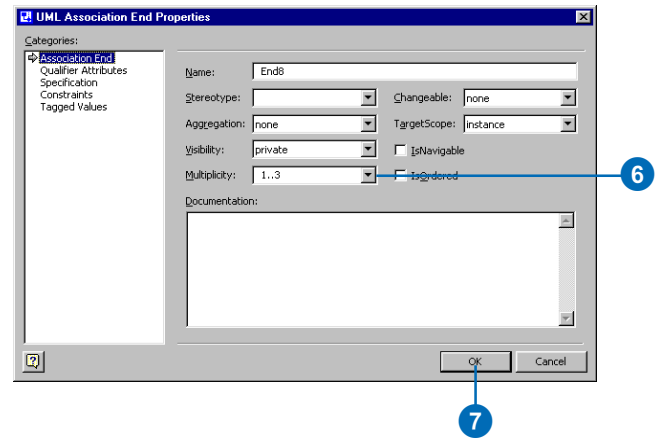 UML Association End Properties
Categories:
Association End
Qualifier Attributes
Specification
Constraints
Tagged Values
Name: End8
Stereotype: Changeable: none
Aggregation: none TargetScope: instance
Visibility: private IsNavigable
Multiplicity: 1..3 IsOrdered 6
Documentation:
OK Cancel
7